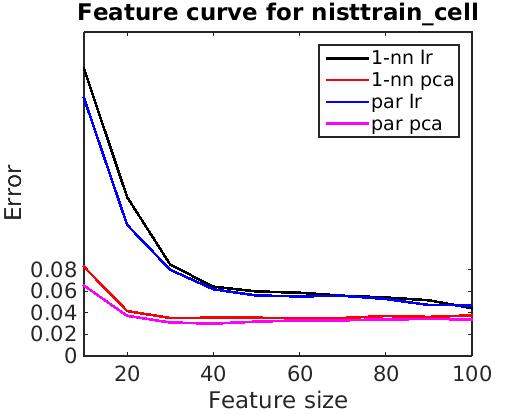 Feature curve for nisttrain_cell
1-nn lr
1-nn pca
par lr
par pca
Error
0.08
0.06
0.04
0.02
0
20 40 60 80 100
Feature size